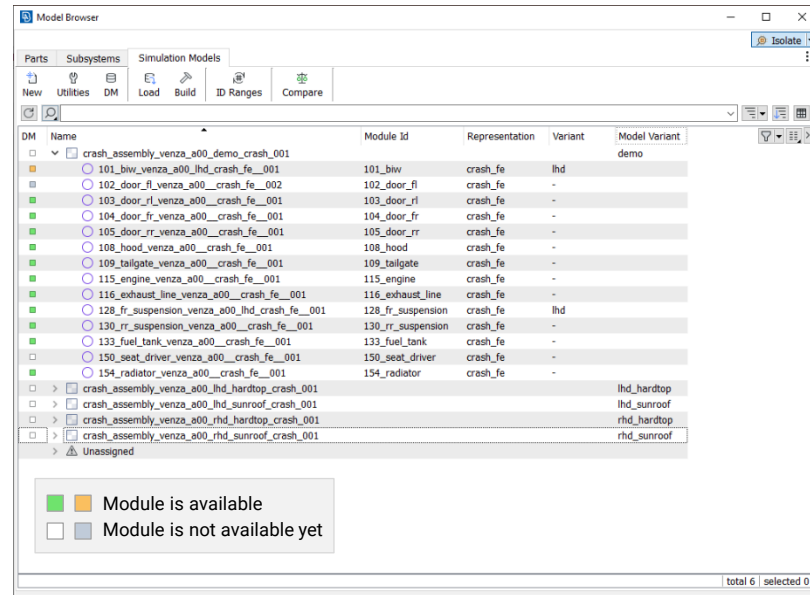 Model Browser
Isolate
Parts Subsystems Simulation Models
New Utilities DM Load Build ID Ranges Compare
DM Name Module Id Representation Variant Model Variant
crash_assembly_venza_a00_demo_crash_001 demo
101_biw_venza_a00_lhd_crash_fe__001 101_biw crash_fe lhd
102_door_fl_venza_a00__crash_fe__002 102_door_fl crash_fe -
103_door_rl_venza_a00__crash_fe__001 103_door_rl crash_fe -
104_door_fr_venza_a00__crash_fe__001 104_door_fr crash_fe -
105_door_rr_venza_a00__crash_fe__001 105_door_rr crash_fe -
108_hood_venza_a00__crash_fe__001 108_hood crash_fe -
109_tailgate_venza_a00__crash_fe__001 109_tailgate crash_fe -
115_engine_venza_a00__crash_fe__001 115_engine crash_fe -
116_exhaust_line_venza_a00__crash_fe__001 116_exhaust_line crash_fe -
128_fr_suspension_venza_a00_lhd_crash_fe__001 128_fr_suspension crash_fe lhd
130_rr_suspension_venza_a00__crash_fe__001 130_rr_suspension crash_fe -
133_fuel_tank_venza_a00__crash_fe__001 133_fuel_tank crash_fe -
150_seat_driver_venza_a00__crash_fe__001 150_seat_driver crash_fe -
154_radiator_venza_a00__crash_fe__001 154_radiator crash_fe -
crash_assembly_venza_a00_lhd_hardtop_crash_001 lhd_hardtop
crash_assembly_venza_a00_lhd_sunroof_crash_001 lhd_sunroof
crash_assembly_venza_a00_rhd_hardtop_crash_001 rhd_hardtop
crash_assembly_venza_a00_rhd_sunroof_crash_001 rhd_sunroof
Unassigned
Module is available
Module is not available yet
total 6 selected 0